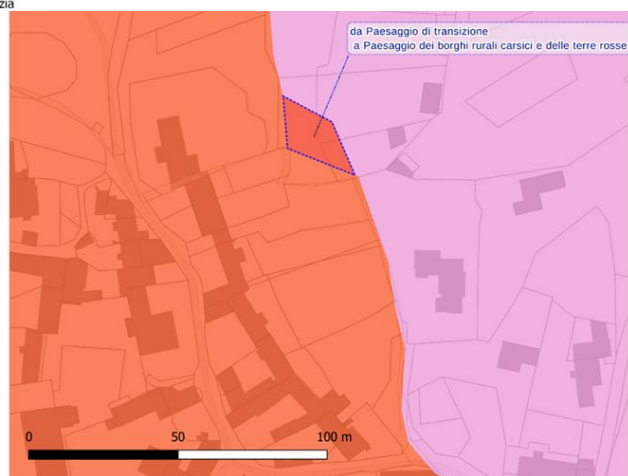 zia
da Paesaggio di transizione
a Paesaggio dei borghi rurali carsici e delle terre rosse
0 50 100 m